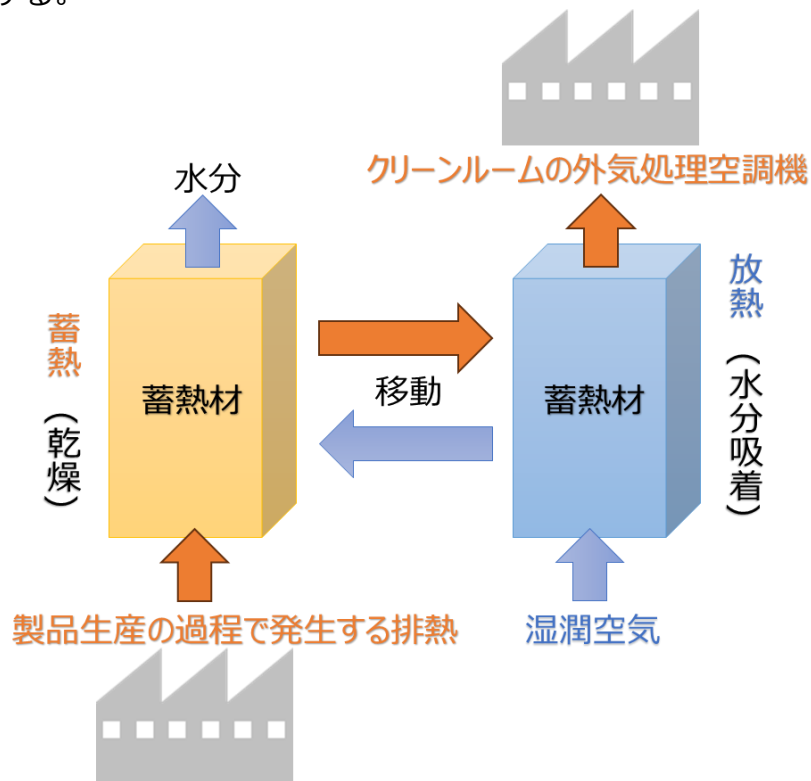 する。
クリーンルームの外気処理空調機
水分
放熱（水分吸着）
蓄熱（乾燥）
蓄熱材
移動
蓄熱材
製品生産の過程で発生する排熱
湿潤空気